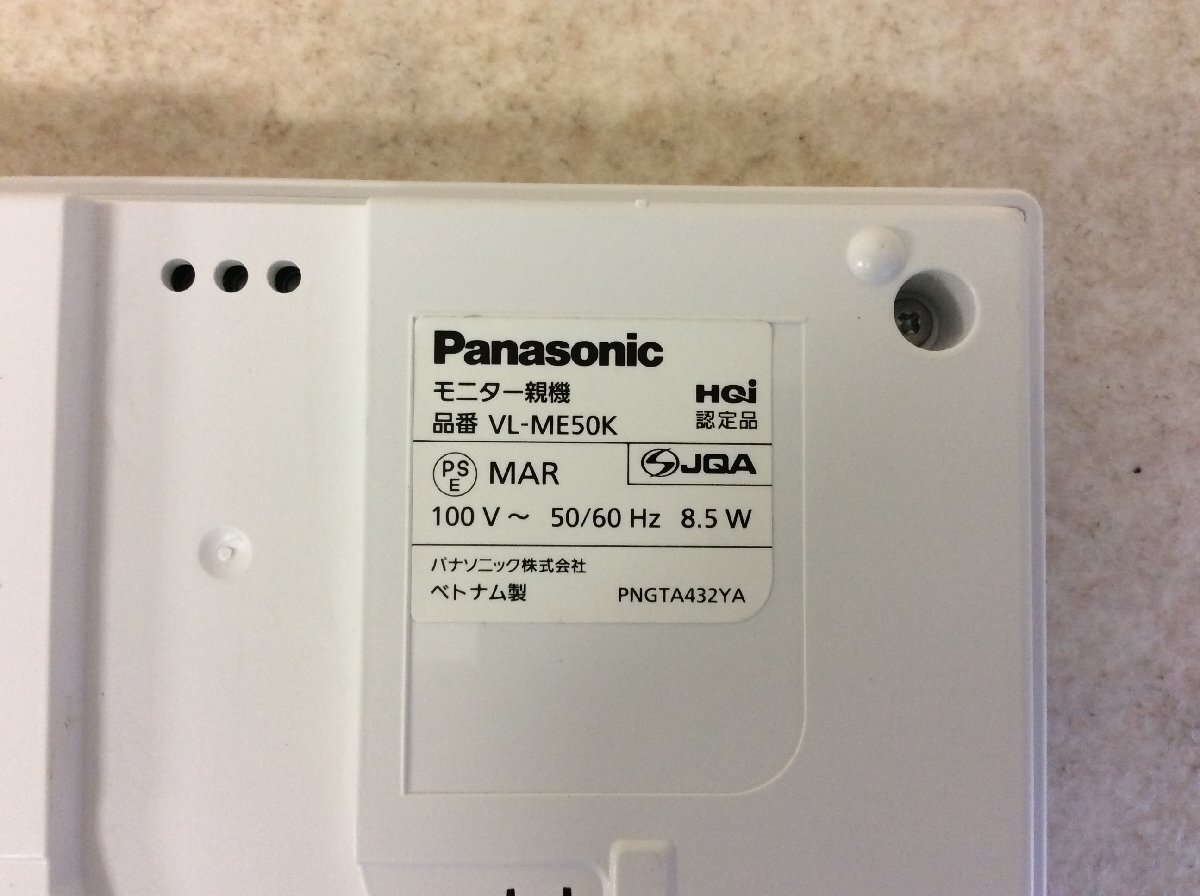 Panasonic
モニター親機
HQi
品番 VL-ME50K
認定品
PS
E
MAR
JQA
100 V～ 50/60 Hz 8.5 W
パナソニック株式会社
ベトナム製
PNGTA432YA